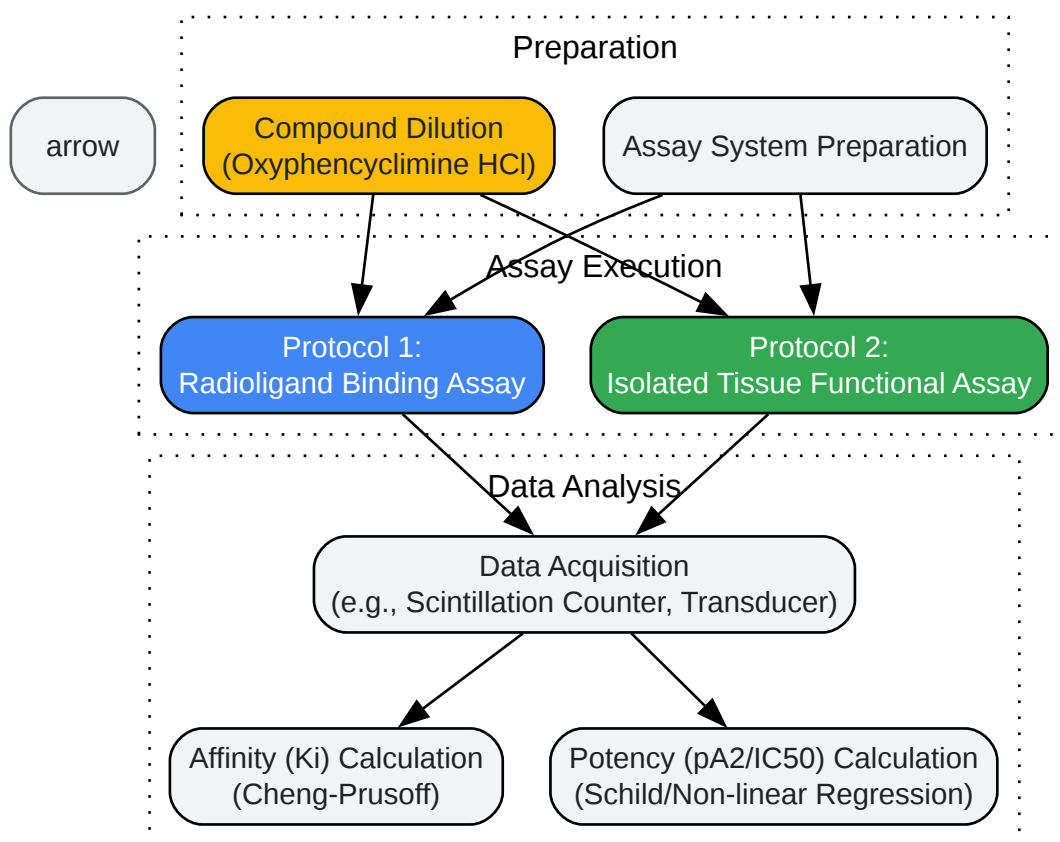 Preparation
arrow
Compound Dilution
(Oxyphencyclimine HCl)
Assay System Preparation
Assay Execution
Protocol 1:
Radioligand Binding Assay
Protocol 2:
Isolated Tissue Functional Assay
Data Analysis
Data Acquisition
(e.g., Scintillation Counter, Transducer)
Affinity (Ki) Calculation
(Cheng-Prusoff)
Potency (pA2/IC50) Calculation
(Schild/Non-linear Regression)